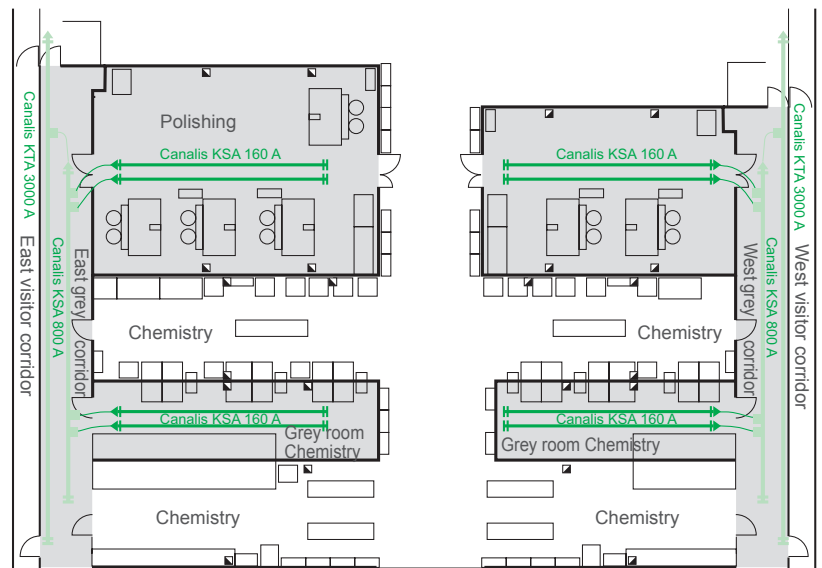 Polishing
Canalis KSA 160 A
Canalis KSA 160 A
Canalis KTA 3000 A
East visitor corridor
Canalis KSA 800 A
East grey
corridor
West grey
corridor
Canalis KSA 800 A
Canalis KTA 3000 A
West visitor corridor
Chemistry
Chemistry
Canalis KSA 160 A
Grey room
Chemistry
Canalis KSA 160 A
Grey room Chemistry
Chemistry
Chemistry